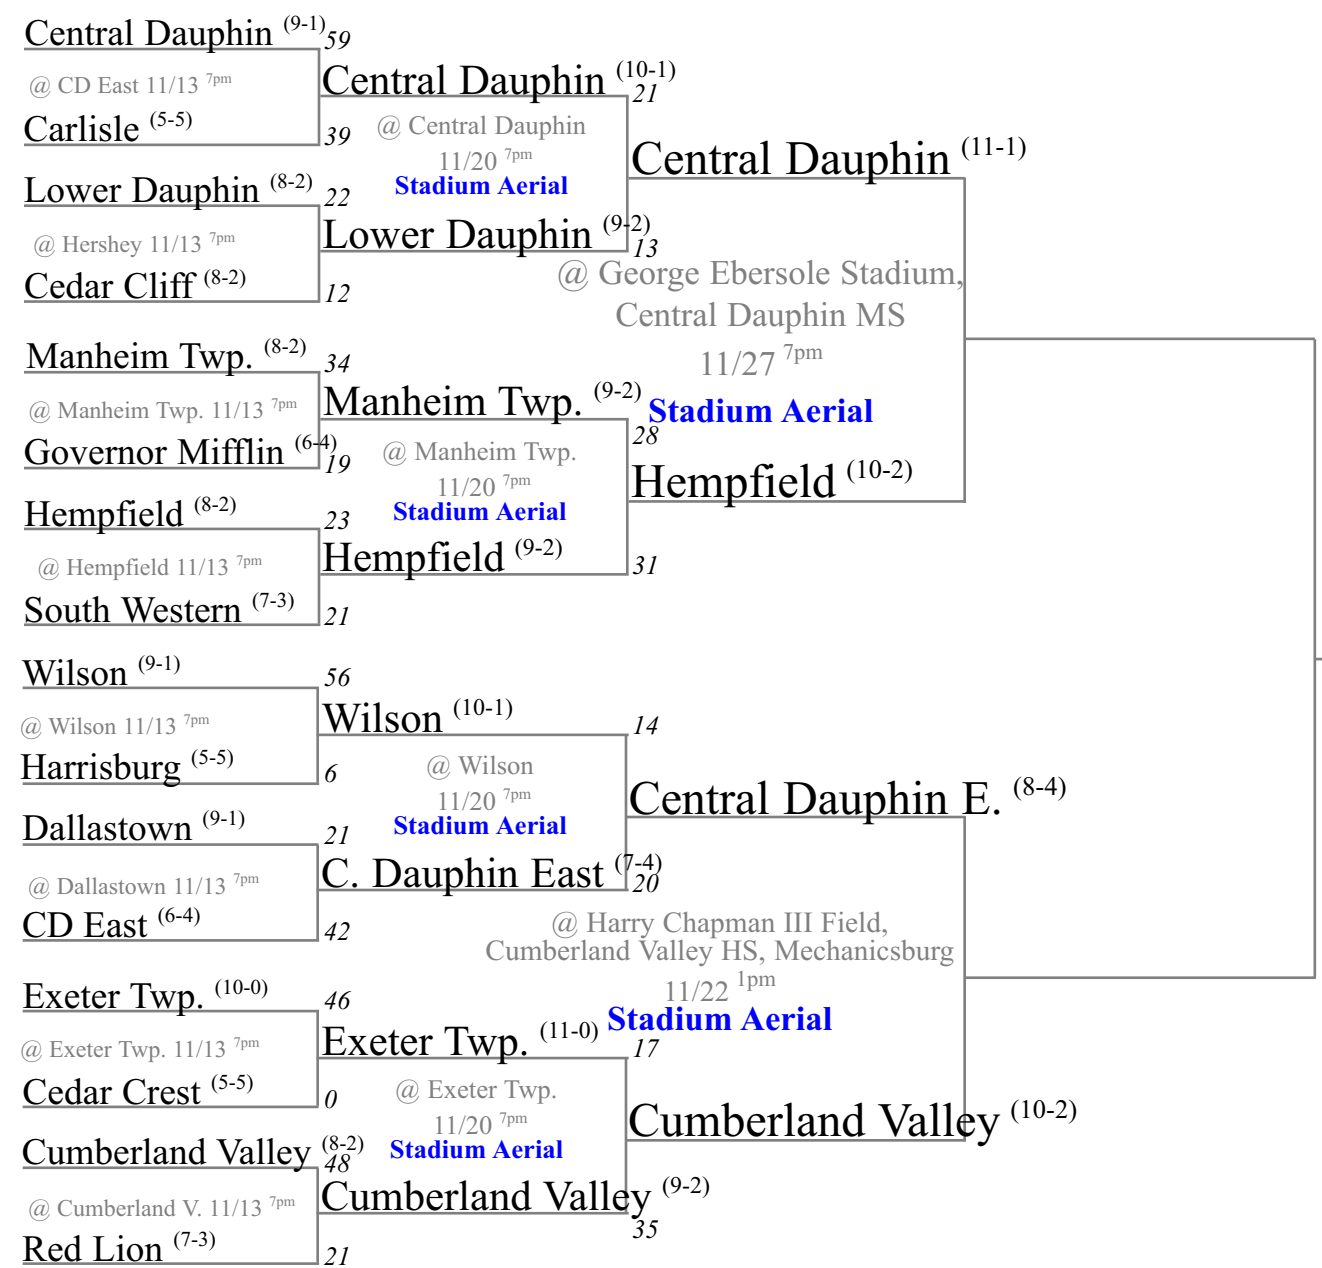 Central Dauphin (9-1) 59
@ CD East 11/13 7pm
Carlisle (5-5) 39
Central Dauphin (10-1) 21
@ Central Dauphin
11/20 7pm
Stadium Aerial
Lower Dauphin (8-2) 22
@ Hershey 11/13 7pm
Cedar Cliff (8-2) 12
Lower Dauphin (9-2) 13
Central Dauphin (11-1)
@ George Ebersole Stadium,
Central Dauphin MS
11/27 7pm
Stadium Aerial
Manheim Twp. (8-2) 34
@ Manheim Twp. 11/13 7pm
Governor Mifflin (6-4) 19
Manheim Twp. (9-2) 28
@ Manheim Twp.
11/20 7pm
Stadium Aerial
Hempfield (8-2) 23
@ Hempfield 11/13 7pm
South Western (7-3) 21
Hempfield (9-2) 31
Hempfield (10-2)
Wilson (9-1) 56
@ Wilson 11/13 7pm
Harrisburg (5-5) 6
Wilson (10-1) 14
@ Wilson
11/20 7pm
Stadium Aerial
Dallastown (9-1) 21
@ Dallastown 11/13 7pm
CD East (6-4) 42
C. Dauphin East (7-4) 20
Central Dauphin E. (8-4)
@ Harry Chapman III Field,
Cumberland Valley HS, Mechanicsburg
11/22 1pm
Stadium Aerial
Exeter Twp. (10-0) 46
@ Exeter Twp. 11/13 7pm
Cedar Crest (5-5) 0
Exeter Twp. (11-0) 17
@ Exeter Twp.
11/20 7pm
Stadium Aerial
Cumberland Valley (8-2) 48
@ Cumberland V. 11/13 7pm
Red Lion (7-3) 21
Cumberland Valley (9-2) 35
Cumberland Valley (10-2)